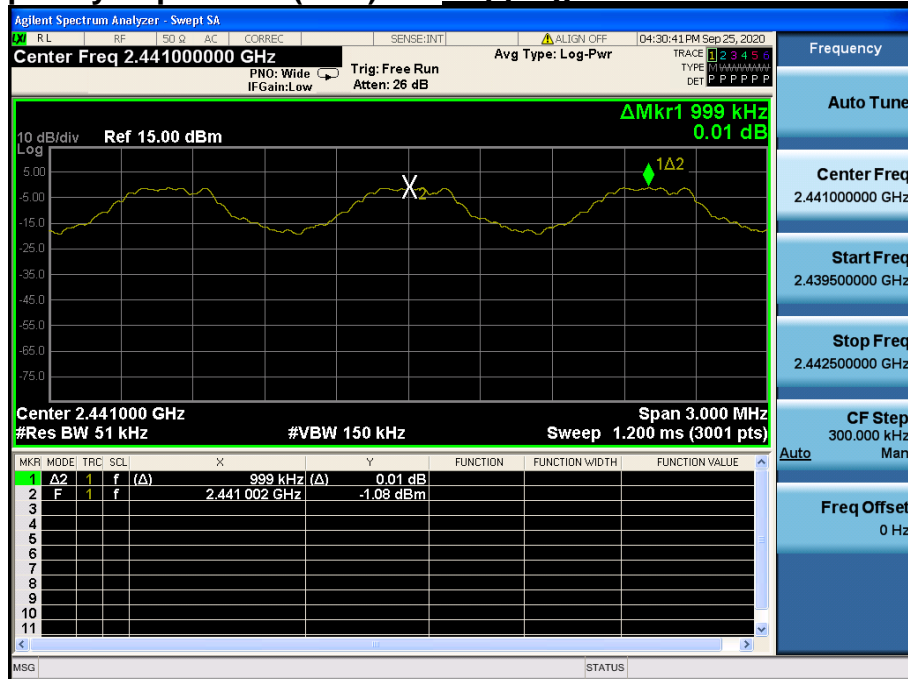 Agilent Spectrum Analyzer - Swept SA
LXI RL RF 50 Ω AC CORREC SENSE:INT ALIGN OFF 04:30:41 PM Sep 25, 2020
Center Freq 2.441000000 GHz Avg Type: Log-Pwr TRACE 1 2 3 4 5 6
PNO: Wide Trig: Free Run TYPE M WWWWW
IFGain:Low Atten: 26 dB DET P P P P P P
ΔMkr1 999 kHz
0.01 dB
10 dB/div Ref 15.00 dBm
Log
5.00
-5.00
-15.0
-25.0
-35.0
-45.0
-55.0
-65.0
-75.0
1Δ2
X2
Center 2.441000 GHz Span 3.000 MHz
#Res BW 51 kHz #VBW 150 kHz Sweep 1.200 ms (3001 pts)
MKR MODE TRC SCL X Y FUNCTION FUNCTION WIDTH FUNCTION VALUE
1 Δ2 1 f (Δ) 999 kHz (Δ) 0.01 dB
2 F 1 f 2.441 002 GHz -1.08 dBm
3
4
5
6
7
8
9
10
11
MSG STATUS
Frequency
Auto Tune
Center Freq
2.441000000 GHz
Start Freq
2.439500000 GHz
Stop Freq
2.442500000 GHz
CF Step
300.000 kHz
Auto Man
Freq Offset
0 Hz